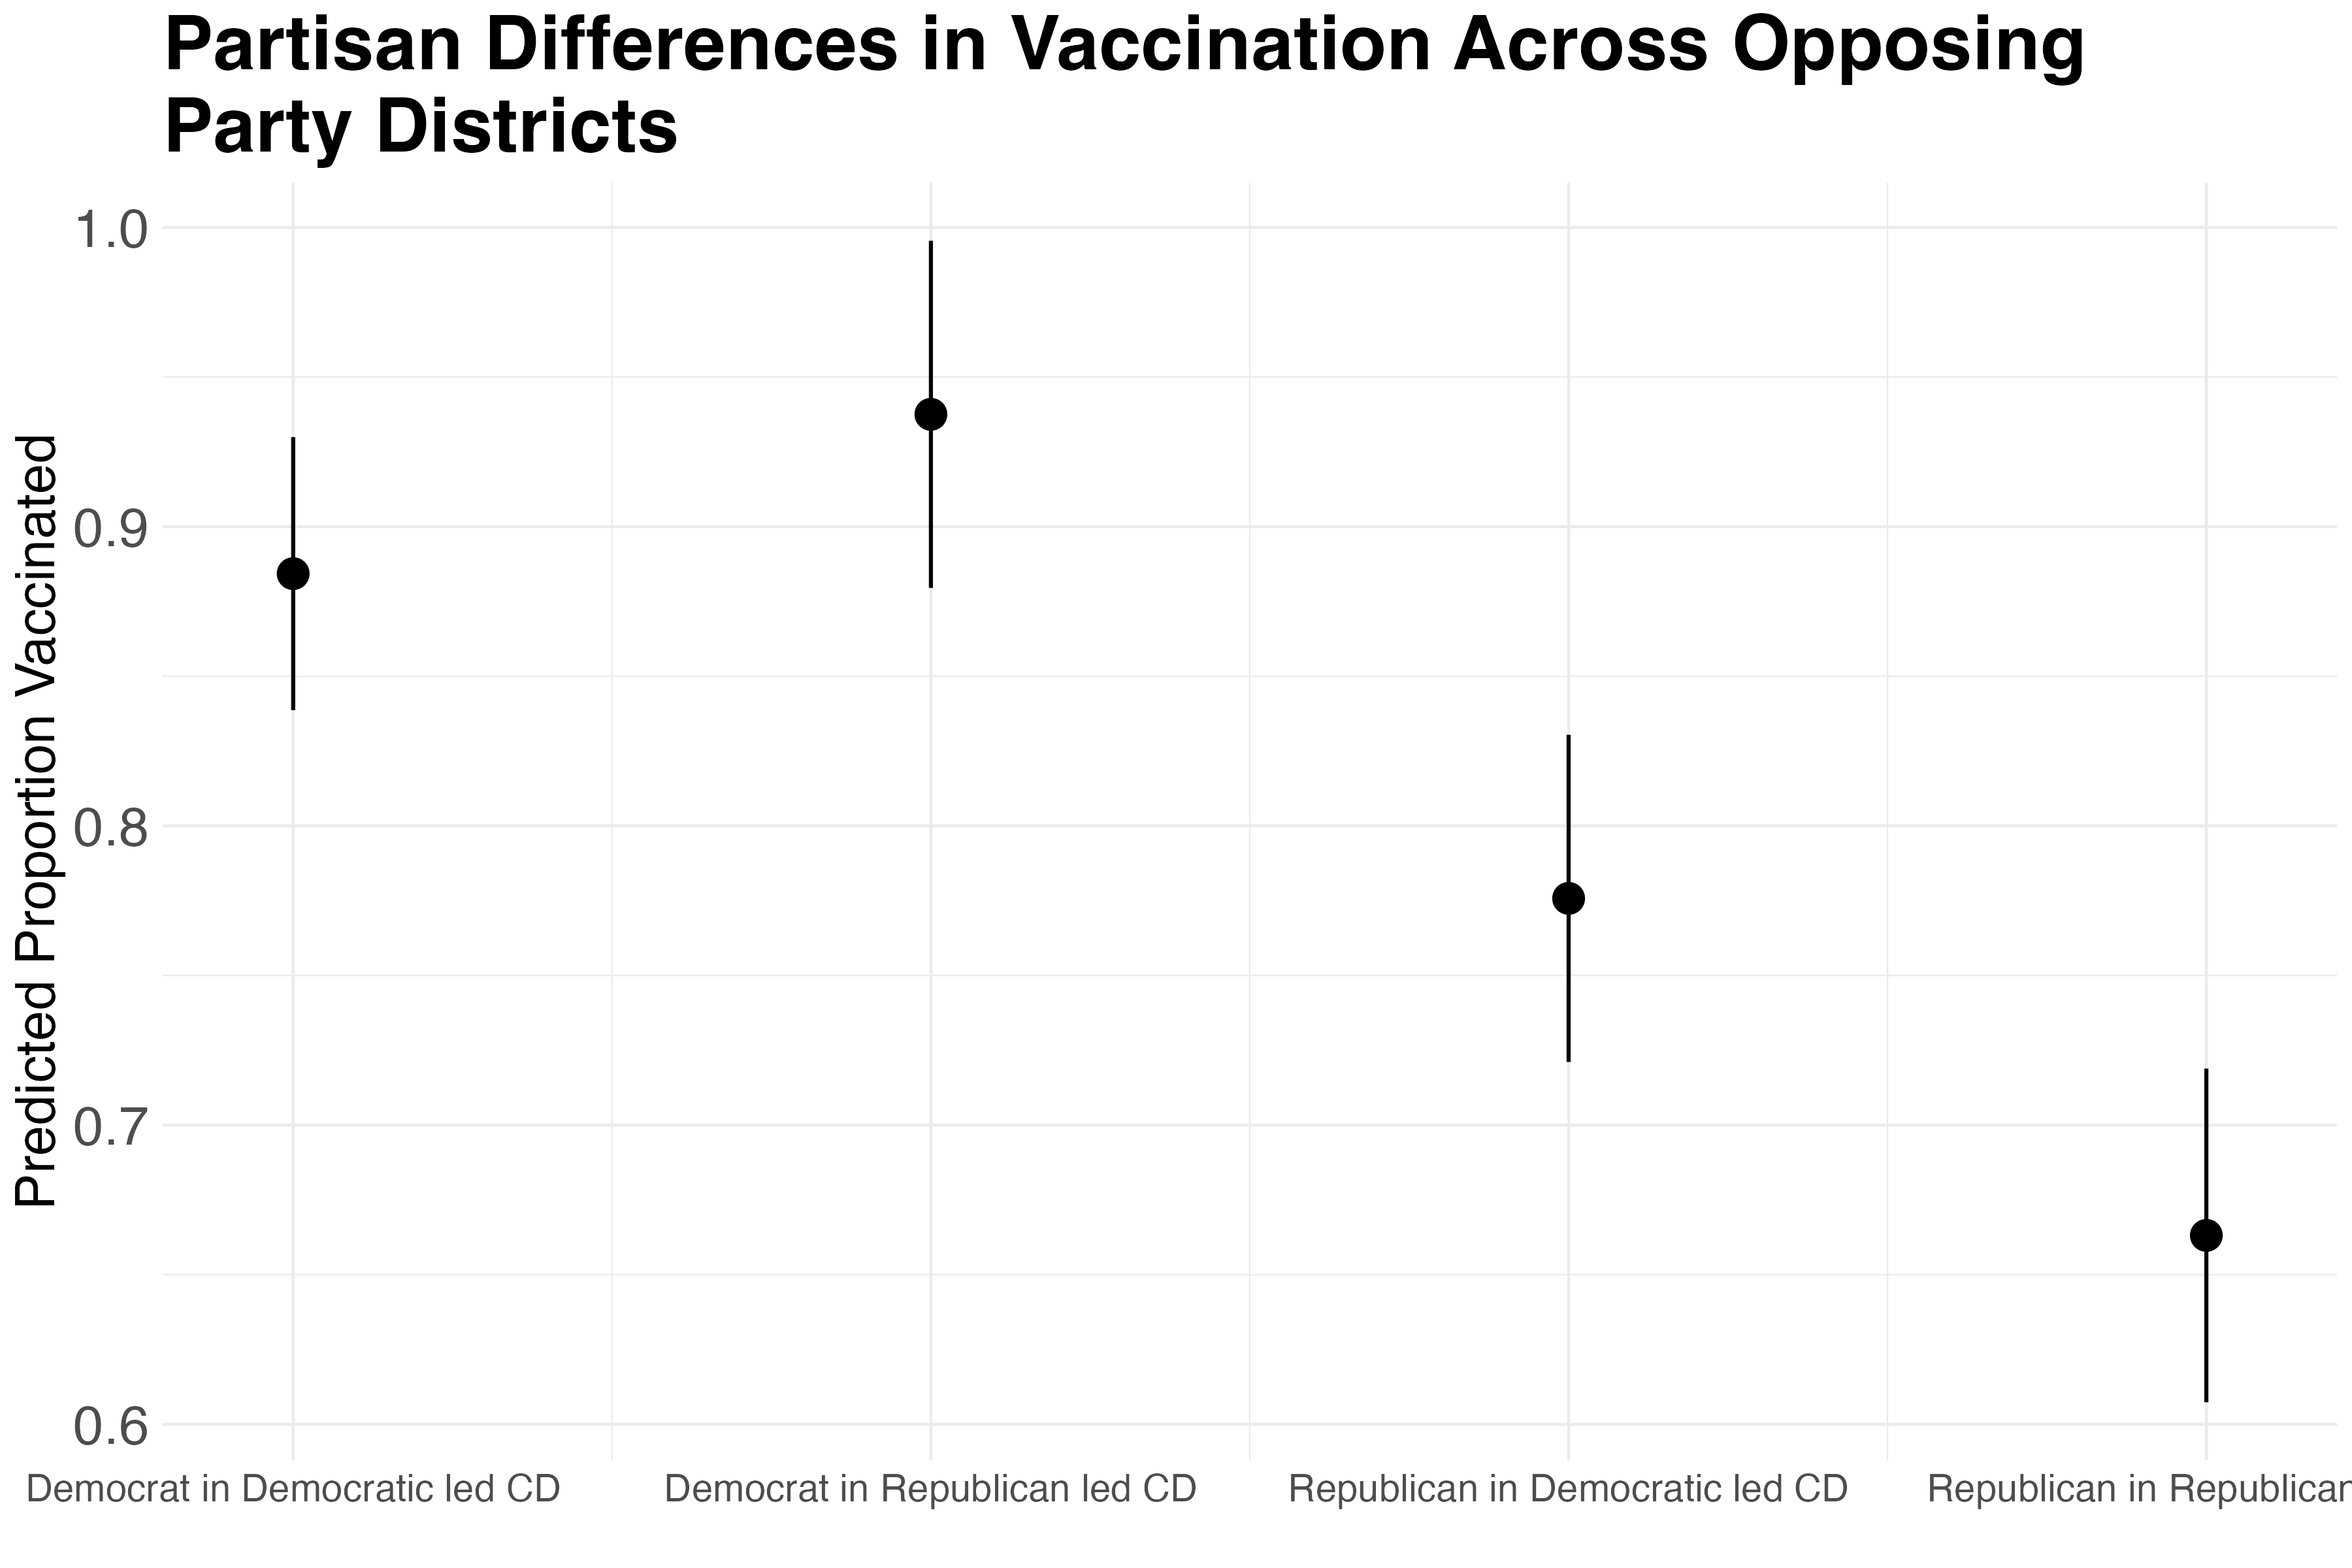 Partisan Differences in Vaccination Across Opposing
Party Districts
Predicted Proportion Vaccinated
1.0
0.9
0.8
0.7
0.6
Democrat in Democratic led CD
Democrat in Republican led CD
Republican in Democratic led CD
Republican in Republican